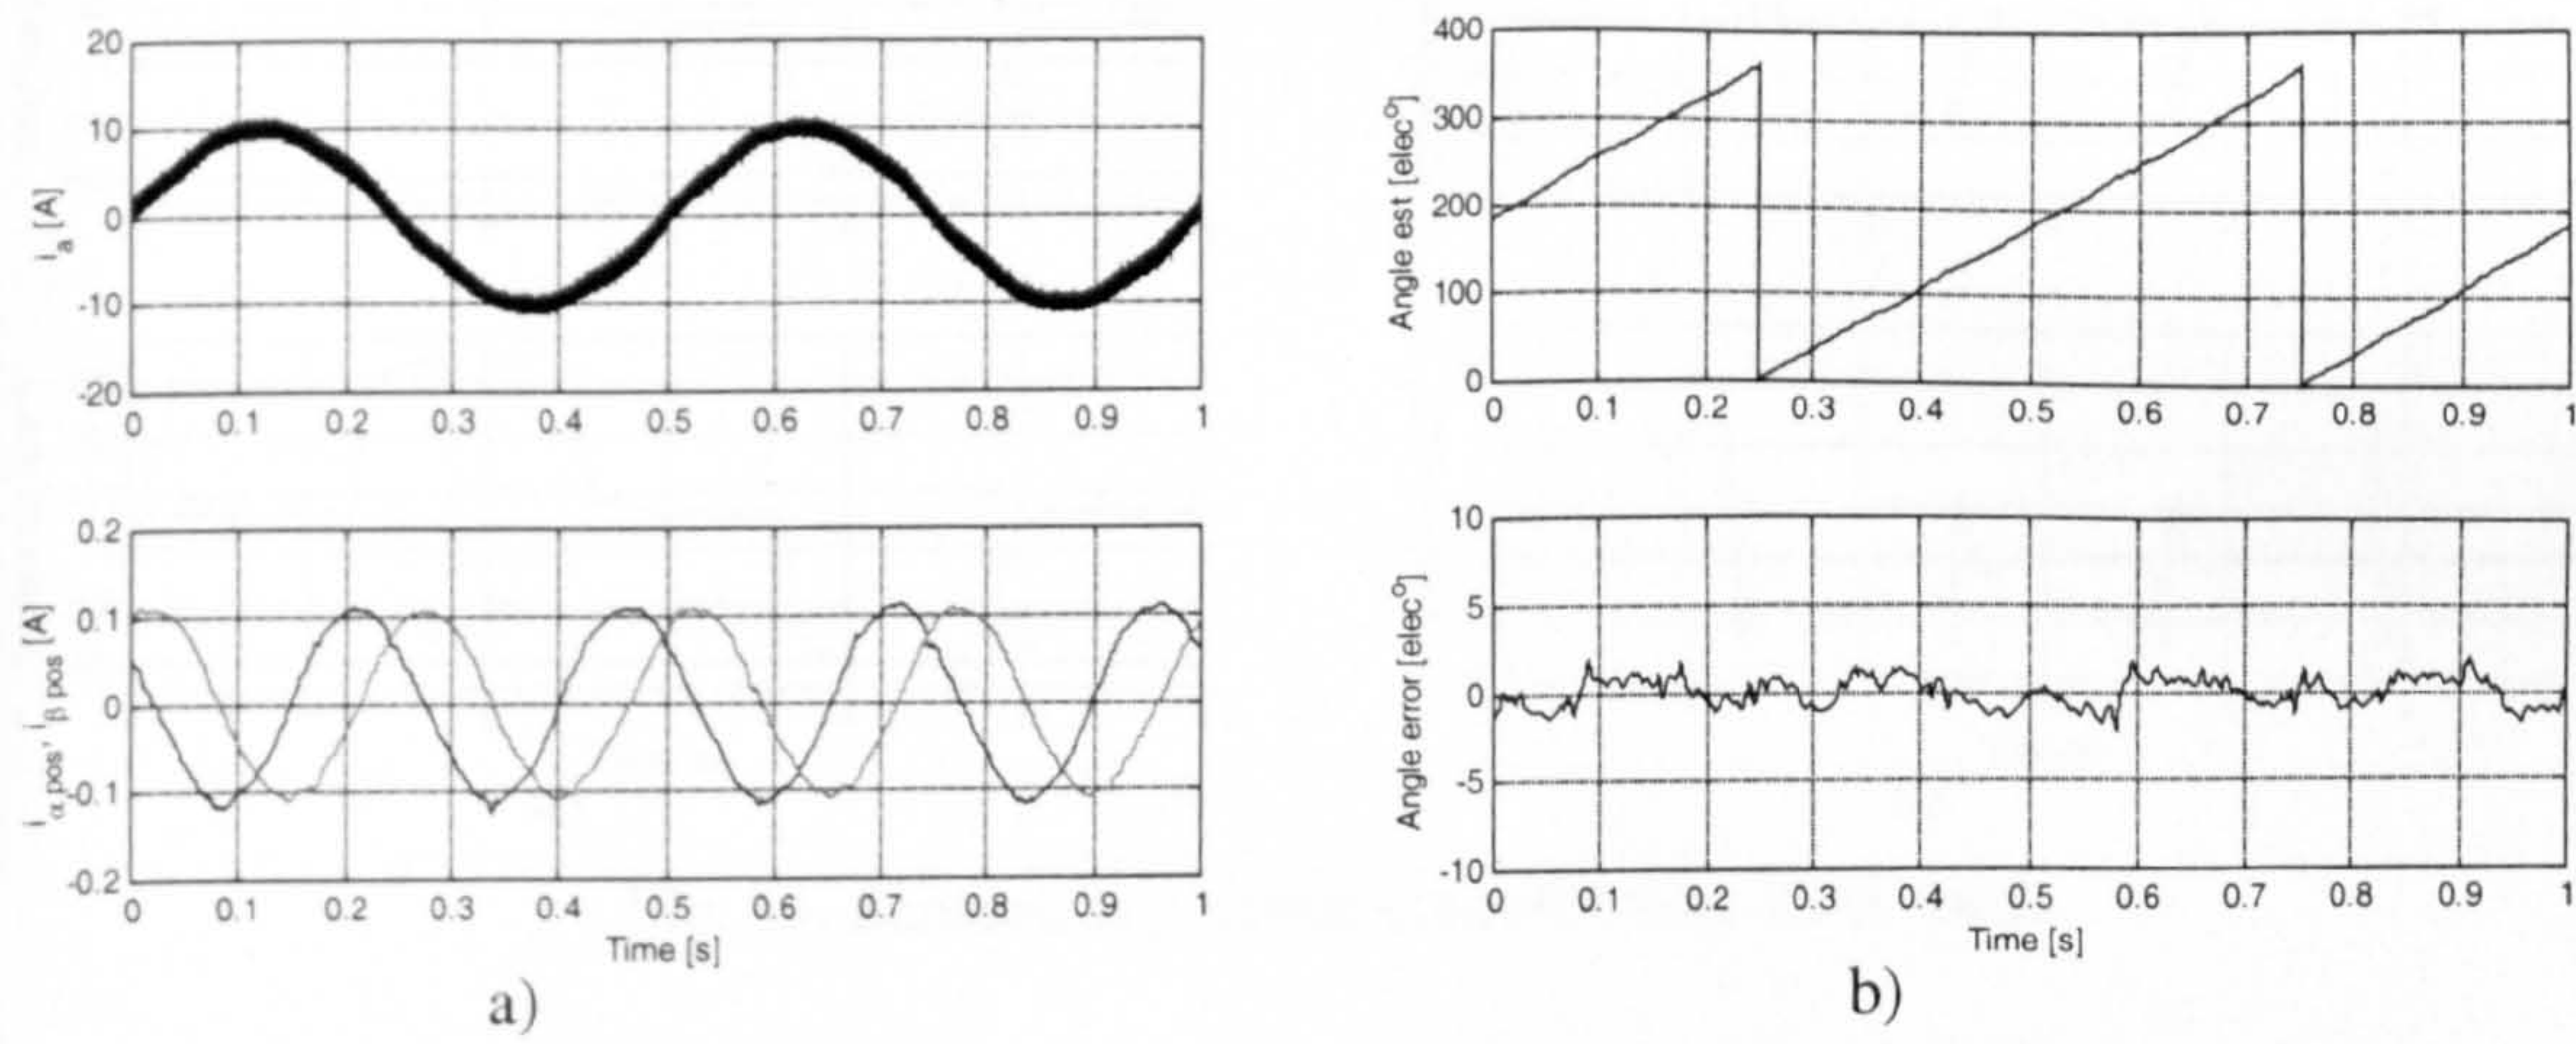 20
10
0
-10
-20
i_a [A]
0 0.1 0.2 0.3 0.4 0.5 0.6 0.7 0.8 0.9 1
0.2
0.1
0
-0.1
-0.2
i_α pos, i_β pos [A]
0 0.1 0.2 0.3 0.4 0.5 0.6 0.7 0.8 0.9 1
Time [s]
a)
400
300
200
100
0
Angle est [elec°]
0 0.1 0.2 0.3 0.4 0.5 0.6 0.7 0.8 0.9 1
10
5
0
-5
-10
Angle error [elec°]
0 0.1 0.2 0.3 0.4 0.5 0.6 0.7 0.8 0.9 1
Time [s]
b)